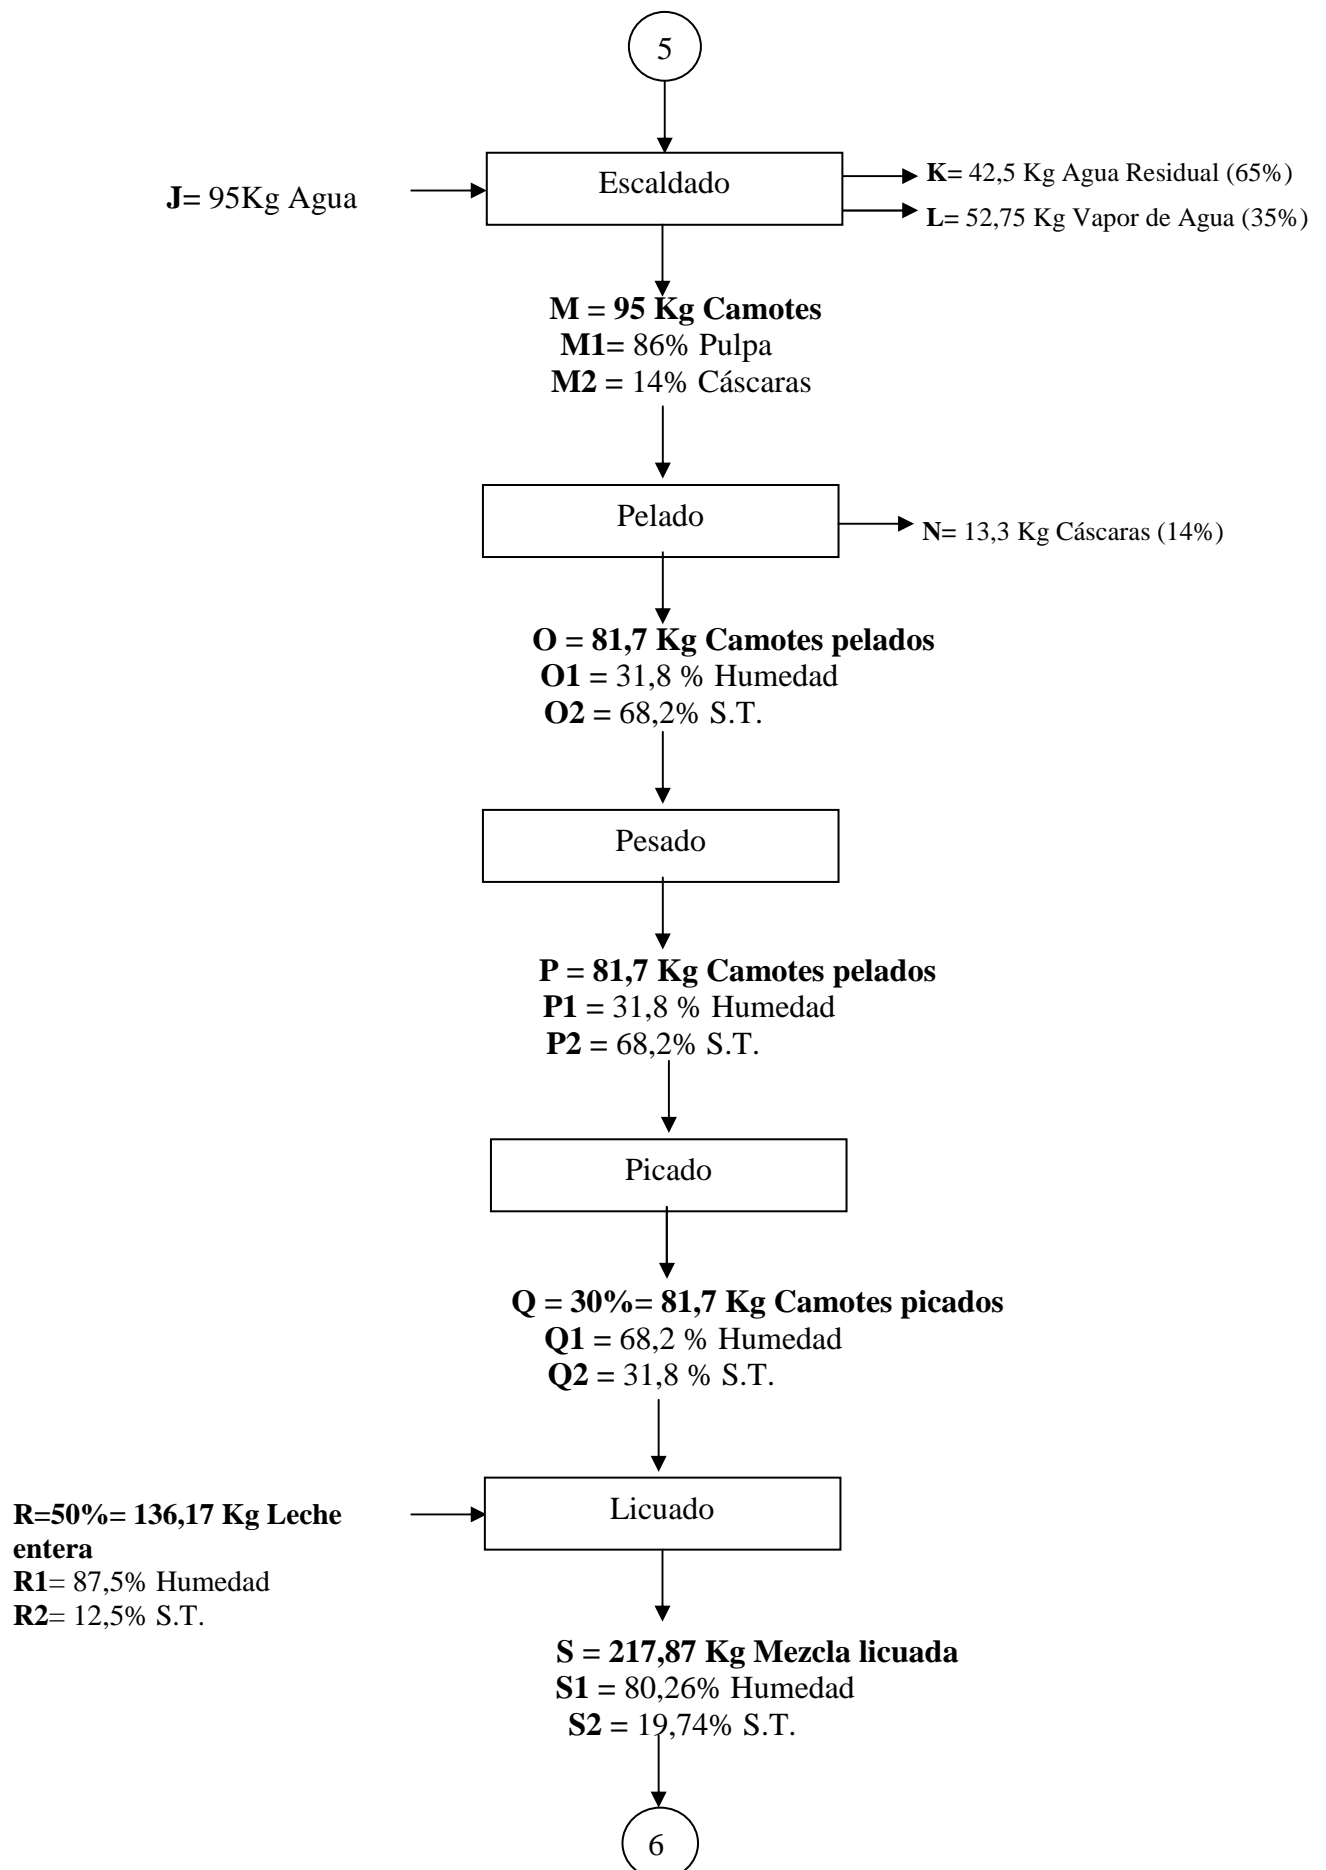 5
Escaldado
J= 95Kg Agua
K= 42,5 Kg Agua Residual (65%)
L= 52,75 Kg Vapor de Agua (35%)
M = 95 Kg Camotes
M1= 86% Pulpa
M2 = 14% Cáscaras
Pelado
N= 13,3 Kg Cáscaras (14%)
O = 81,7 Kg Camotes pelados
O1 = 31,8 % Humedad
O2 = 68,2% S.T.
Pesado
P = 81,7 Kg Camotes pelados
P1 = 31,8 % Humedad
P2 = 68,2% S.T.
Picado
Q = 30%= 81,7 Kg Camotes picados
Q1 = 68,2 % Humedad
Q2 = 31,8 % S.T.
Licuado
R=50%= 136,17 Kg Leche
entera
R1= 87,5% Humedad
R2= 12,5% S.T.
S = 217,87 Kg Mezcla licuada
S1 = 80,26% Humedad
S2 = 19,74% S.T.
6